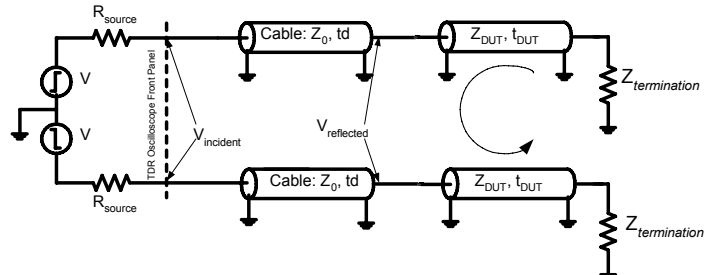 R_source
Cable: Z_0, td
Z_DUT, t_DUT
V
TDR Oscilloscope Front Panel
Z_termination
V_incident
V_reflected
V
R_source
Cable: Z_0, td
Z_DUT, t_DUT
Z_termination